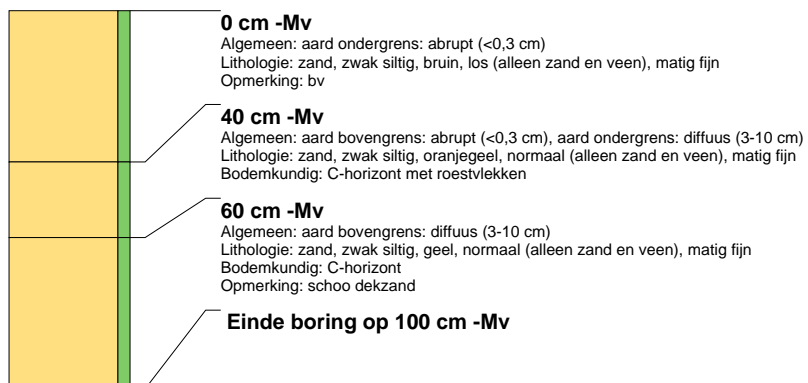 0 cm -Mv
Algemeen: aard ondergrens: abrupt (<0,3 cm)
Lithologie: zand, zwak siltig, bruin, los (alleen zand en veen), matig fijn
Opmerking: bv
40 cm -Mv
Algemeen: aard bovengrens: abrupt (<0,3 cm), aard ondergrens: diffuus (3-10 cm)
Lithologie: zand, zwak siltig, oranjegeel, normaal (alleen zand en veen), matig fijn
Bodemkundig: C-horizont met roestvlekken
60 cm -Mv
Algemeen: aard bovengrens: diffuus (3-10 cm)
Lithologie: zand, zwak siltig, geel, normaal (alleen zand en veen), matig fijn
Bodemkundig: C-horizont
Opmerking: schoo dekzand
Einde boring op 100 cm -Mv